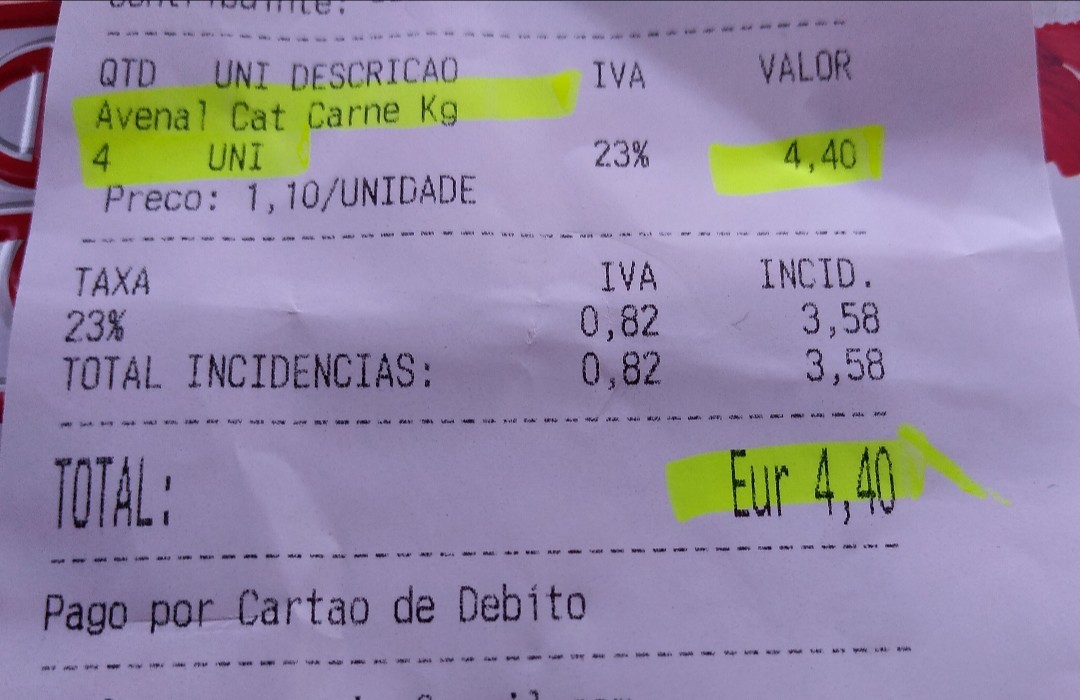 QTD UNI DESCRICAO IVA VALOR
Avenal Cat Carne Kg
4 UNI 23% 4,40
Preco: 1,10/UNIDADE
TAXA IVA INCID.
23% 0,82 3,58
TOTAL INCIDENCIAS: 0,82 3,58
TOTAL: Eur 4,40
Pago por Cartao de Debito